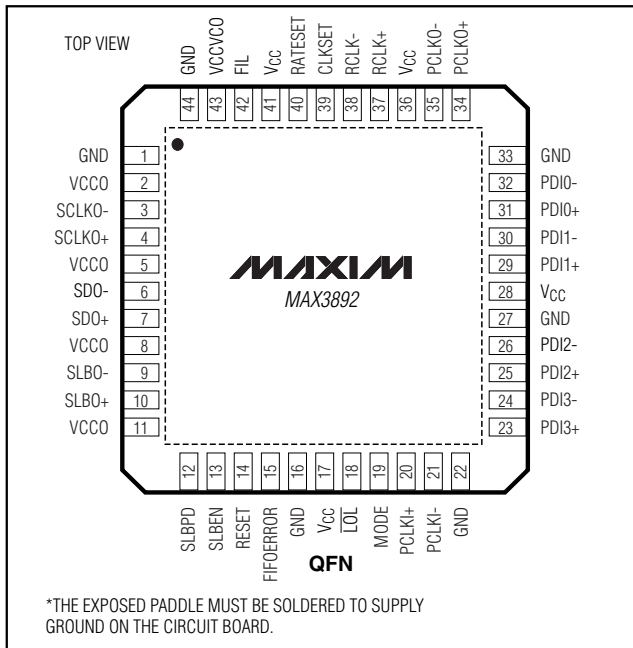 TOP VIEW
GND
VCCVCO
FIL
VCC
RATESET
CLKSET
RCLK-
RCLK+
VCC
PCLKO-
PCLKO+
44
43
42
41
40
39
38
37
36
35
34
GND 1
VCCO 2
SCLKO- 3
SCLKO+ 4
VCCO 5
SDO- 6
SDO+ 7
VCCO 8
SLBO- 9
SLBO+ 10
VCCO 11
MAXIM
MAX3892
33 GND
32 PDI0-
31 PDI0+
30 PDI1-
29 PDI1+
28 VCC
27 GND
26 PDI2-
25 PDI2+
24 PDI3-
23 PDI3+
12
13
14
15
16
17
18
19
20
21
22
SLBPD
SLBEN
RESET
FIFOERROR
GND
VCC
LOL
MODE
PCLKI+
PCLKI-
GND
QFN
*THE EXPOSED PADDLE MUST BE SOLDERED TO SUPPLY
GROUND ON THE CIRCUIT BOARD.